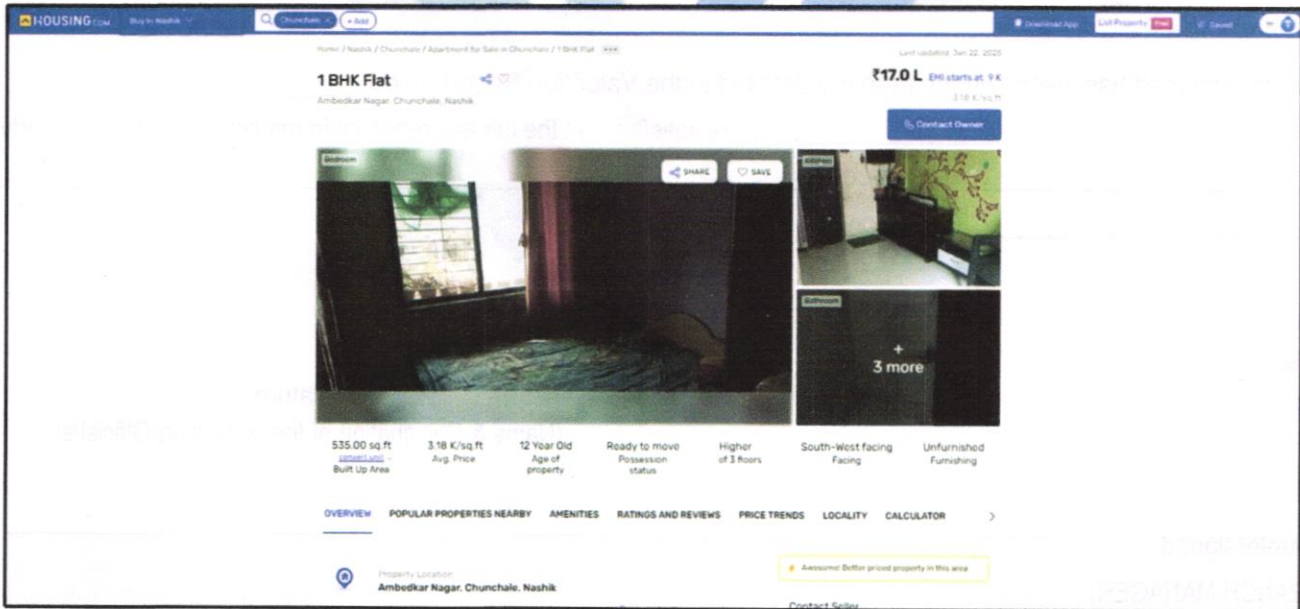 HOUSING.COM
Buy in Nashik
Chunchale
+ Add
Download App
List Property Free
Saved
Home / Nashik / Chunchale / Apartment for Sale in Chunchale / 1 BHK Flat
Last updated: Jan 22, 2025
1 BHK Flat
₹17.0 L EMI starts at 9 K
3.18 K/sq.ft
Ambedkar Nagar, Chunchale, Nashik
Contact Owner
Bedroom
SHARE
SAVE
Bathroom
+
3 more
535.00 sq.ft
Built Up Area
3.18 K/sq.ft
Avg. Price
12 Year Old
Age of
property
Ready to move
Possession
status
Higher
of 3 floors
South-West facing
Facing
Unfurnished
Furnishing
OVERVIEW POPULAR PROPERTIES NEARBY AMENITIES RATINGS AND REVIEWS PRICE TRENDS LOCALITY CALCULATOR
Property Location
Ambedkar Nagar, Chunchale, Nashik
Awesome! Better priced property in this area
Contact Seller